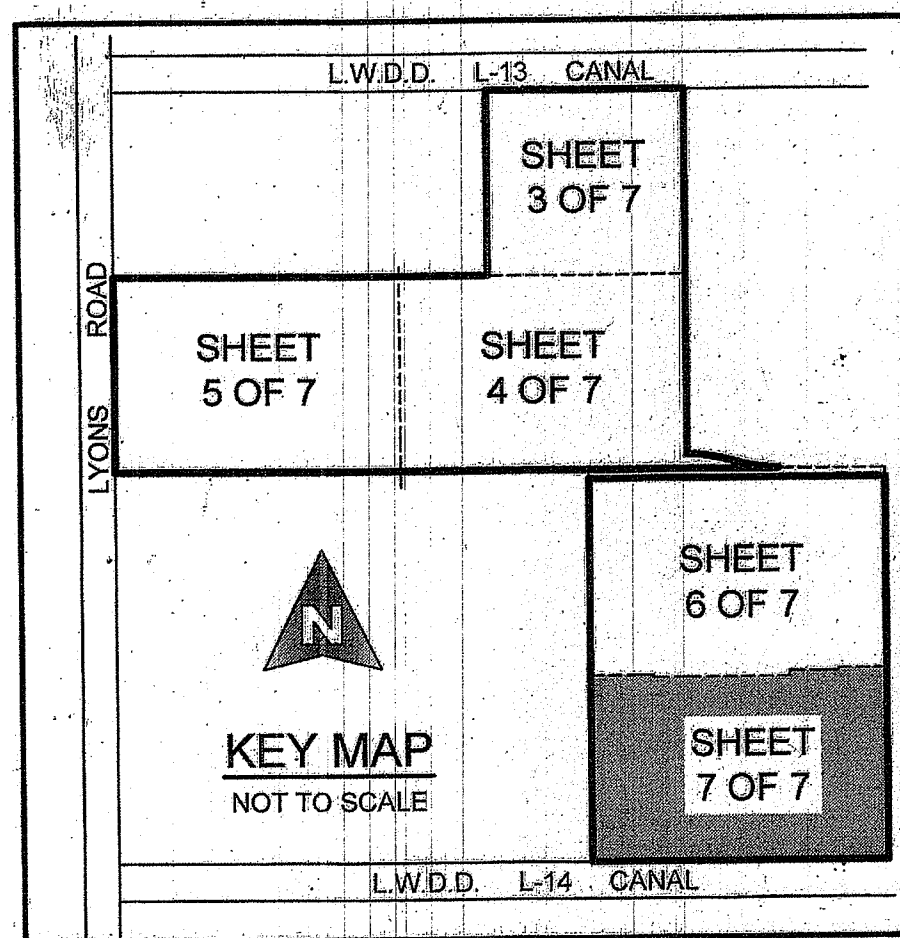 L.W.D.D. L-13 CANAL
SHEET
3 OF 7
LYONS ROAD
SHEET
5 OF 7
SHEET
4 OF 7
SHEET
6 OF 7
N
KEY MAP
NOT TO SCALE
SHEET
7 OF 7
L.W.D.D. L-14 CANAL